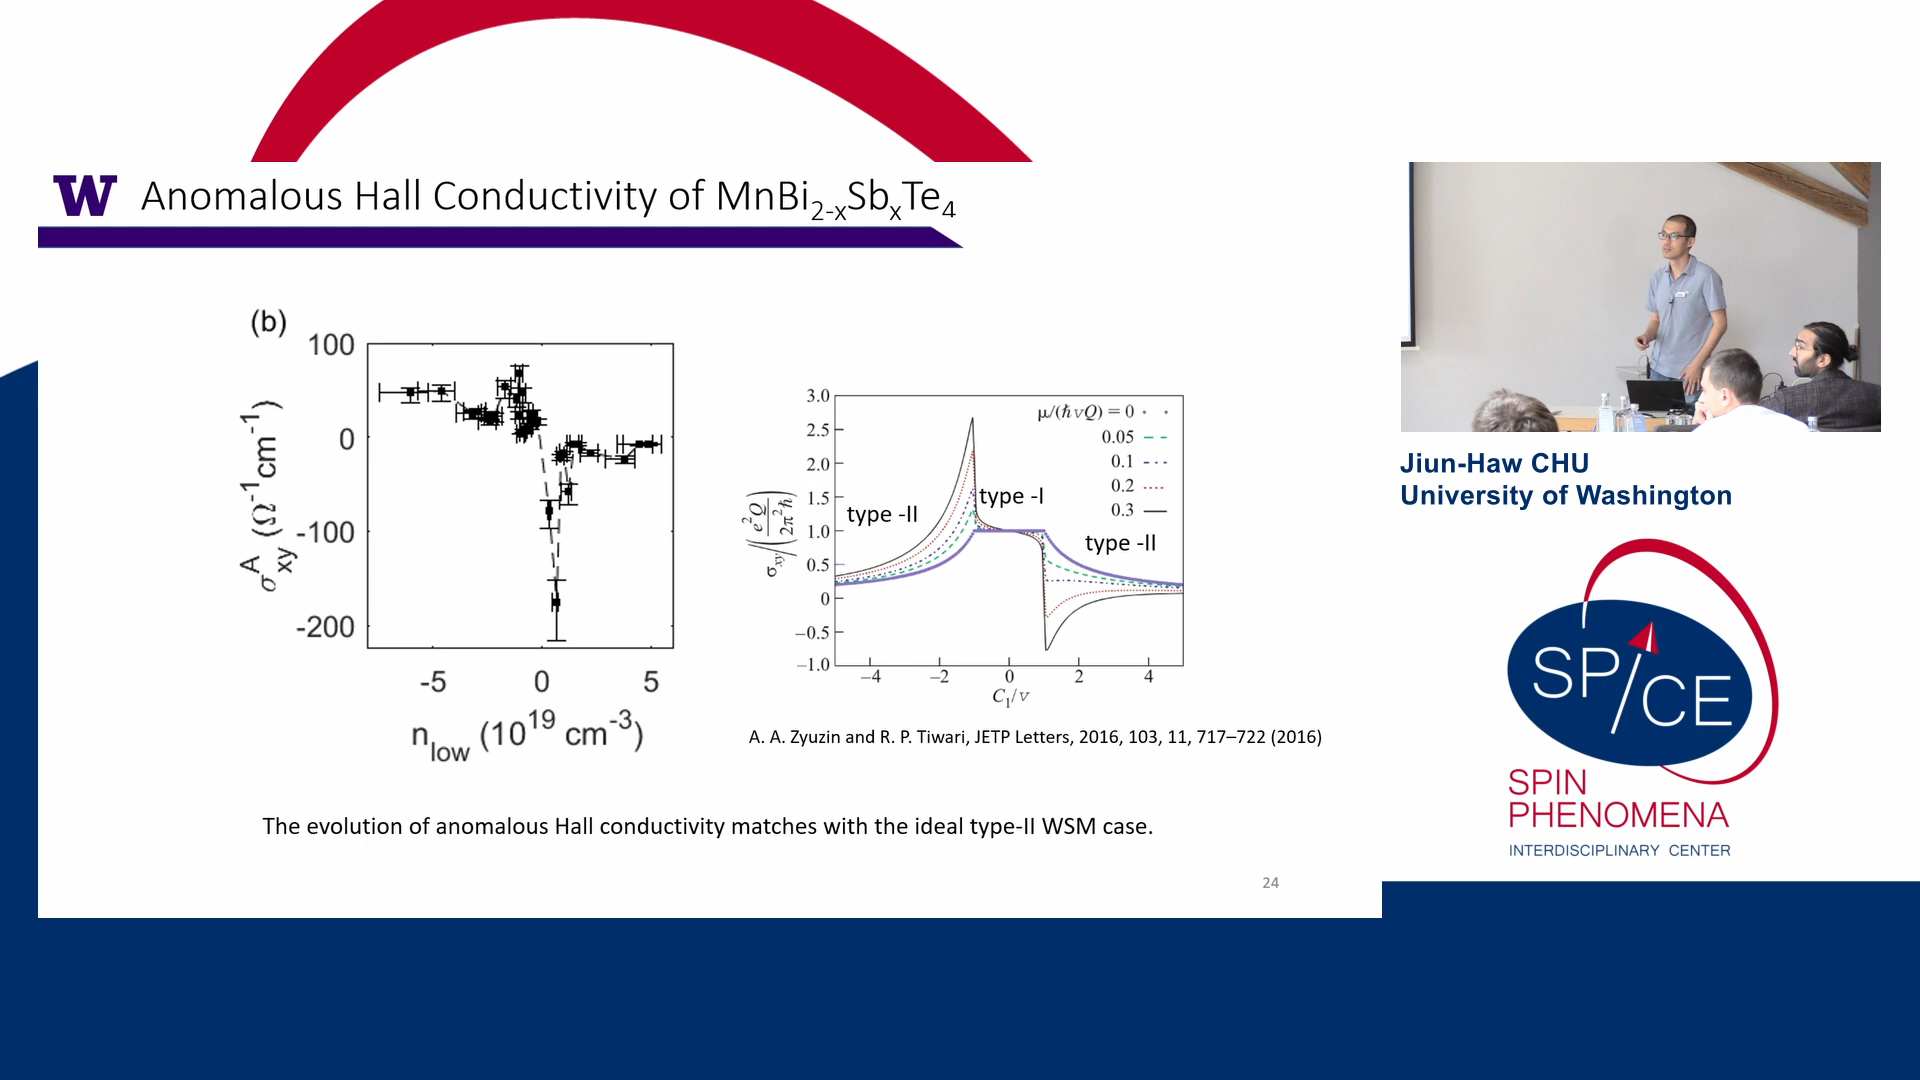 W Anomalous Hall Conductivity of MnBi2-xSbxTe4
(b)
100
0
-100
-200
σAxy (Ω-1cm-1)
-5 0 5
nlow (1019 cm-3)
3.0
2.5
2.0
1.5
1.0
0.5
0
−0.5
−1.0
σxy/(e2Q/2π2ħ)
μ/(ħvQ) = 0
0.05
0.1
0.2
0.3
type -II
type -I
type -II
−4 −2 0 2 4
C1/v
A. A. Zyuzin and R. P. Tiwari, JETP Letters, 2016, 103, 11, 717–722 (2016)
The evolution of anomalous Hall conductivity matches with the ideal type-II WSM case.
24
Jiun-Haw CHU
University of Washington
SP/CE
SPIN
PHENOMENA
INTERDISCIPLINARY CENTER